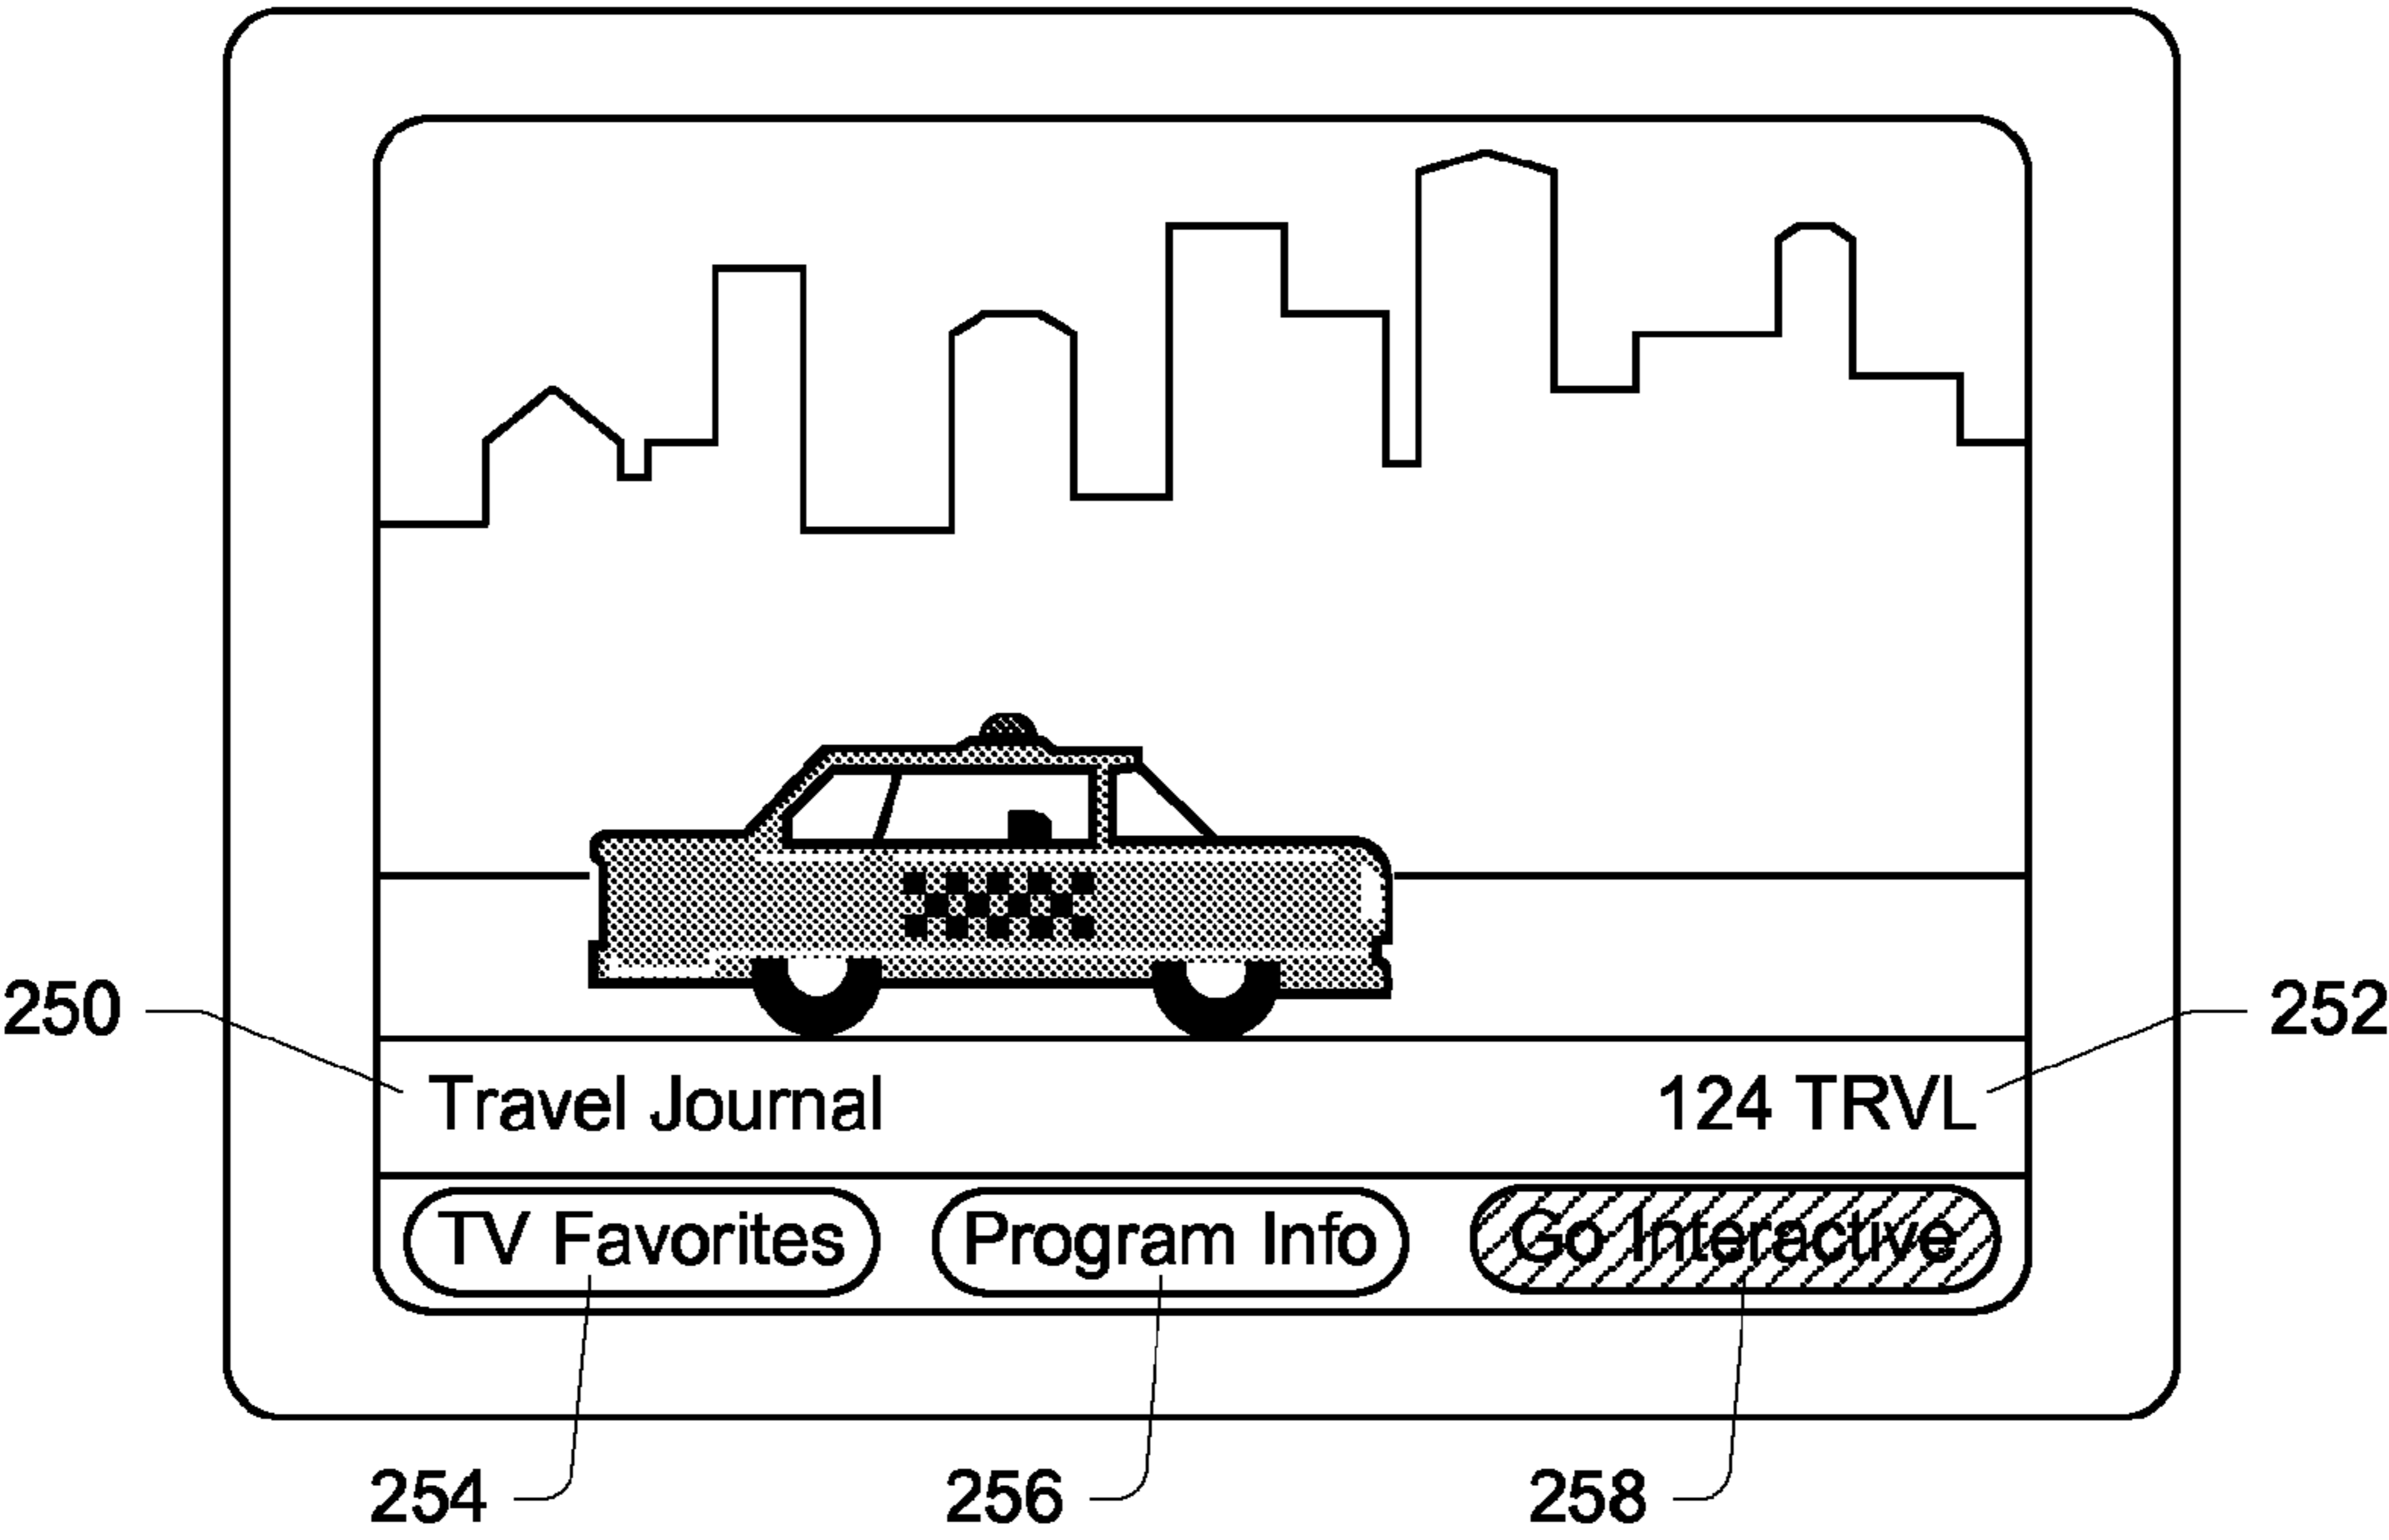 250
252
Travel Journal
124 TRVL
TV Favorites
Program Info
Go Interactive
254
256
258